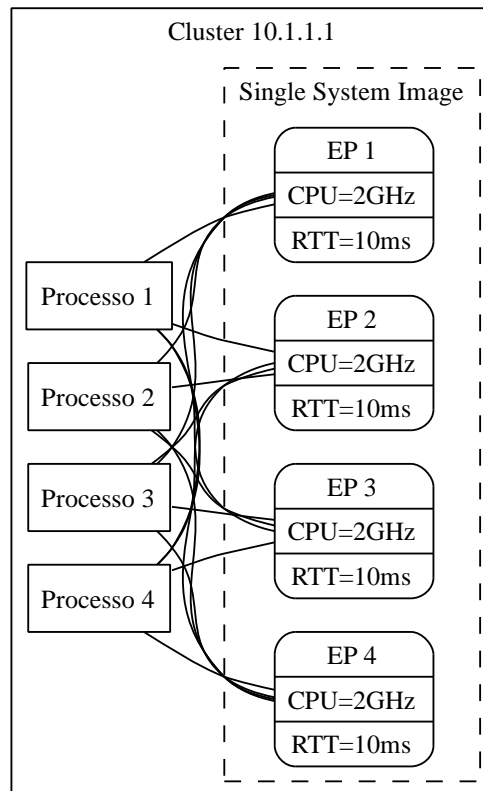 Cluster 10.1.1.1
Single System Image
EP 1
CPU=2GHz
RTT=10ms
Processo 1
EP 2
CPU=2GHz
RTT=10ms
Processo 2
Processo 3
EP 3
CPU=2GHz
RTT=10ms
Processo 4
EP 4
CPU=2GHz
RTT=10ms